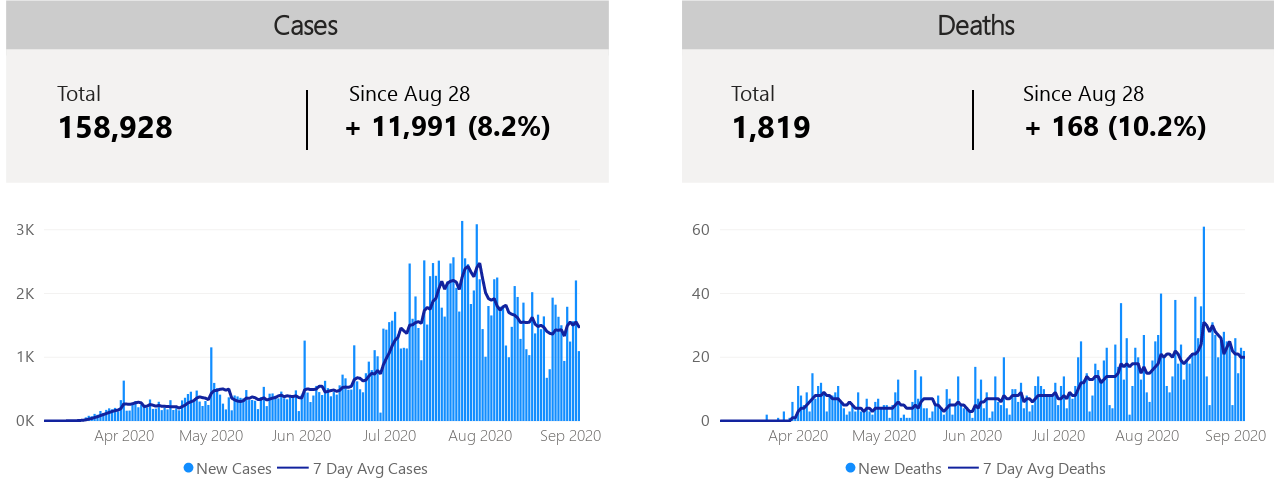 Cases
Total
158,928
Since Aug 28
+ 11,991 (8.2%)
3K
2K
1K
0K
Apr 2020 May 2020 Jun 2020 Jul 2020 Aug 2020 Sep 2020
New Cases 7 Day Avg Cases
Deaths
Total
1,819
Since Aug 28
+ 168 (10.2%)
60
40
20
0
Apr 2020 May 2020 Jun 2020 Jul 2020 Aug 2020 Sep 2020
New Deaths 7 Day Avg Deaths